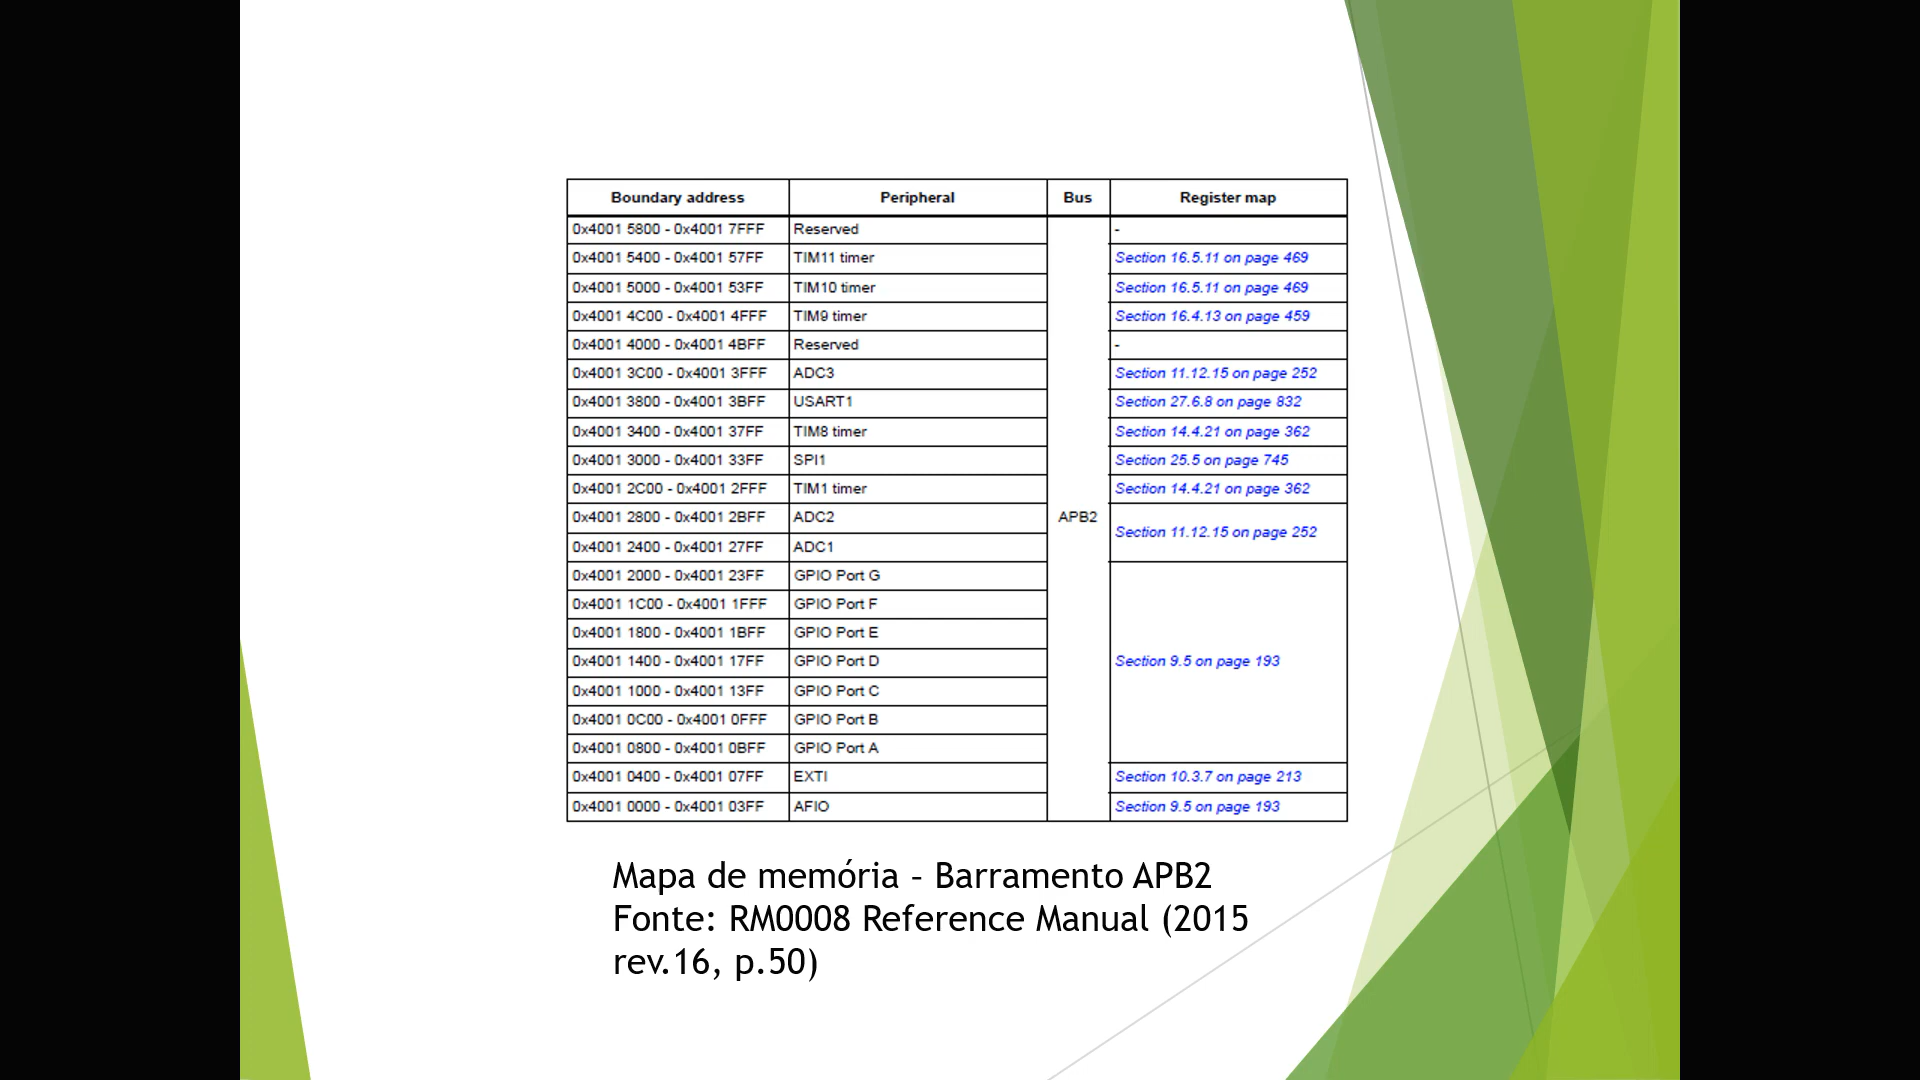 Boundary address Peripheral Bus Register map
0x4001 5800 - 0x4001 7FFF Reserved -
0x4001 5400 - 0x4001 57FF TIM11 timer Section 16.5.11 on page 469
0x4001 5000 - 0x4001 53FF TIM10 timer Section 16.5.11 on page 469
0x4001 4C00 - 0x4001 4FFF TIM9 timer Section 16.4.13 on page 459
0x4001 4000 - 0x4001 4BFF Reserved -
0x4001 3C00 - 0x4001 3FFF ADC3 Section 11.12.15 on page 252
0x4001 3800 - 0x4001 3BFF USART1 Section 27.6.8 on page 832
0x4001 3400 - 0x4001 37FF TIM8 timer Section 14.4.21 on page 362
0x4001 3000 - 0x4001 33FF SPI1 Section 25.5 on page 745
0x4001 2C00 - 0x4001 2FFF TIM1 timer Section 14.4.21 on page 362
0x4001 2800 - 0x4001 2BFF ADC2 APB2 Section 11.12.15 on page 252
0x4001 2400 - 0x4001 27FF ADC1
0x4001 2000 - 0x4001 23FF GPIO Port G
0x4001 1C00 - 0x4001 1FFF GPIO Port F
0x4001 1800 - 0x4001 1BFF GPIO Port E
0x4001 1400 - 0x4001 17FF GPIO Port D Section 9.5 on page 193
0x4001 1000 - 0x4001 13FF GPIO Port C
0x4001 0C00 - 0x4001 0FFF GPIO Port B
0x4001 0800 - 0x4001 0BFF GPIO Port A
0x4001 0400 - 0x4001 07FF EXTI Section 10.3.7 on page 213
0x4001 0000 - 0x4001 03FF AFIO Section 9.5 on page 193
Mapa de memória – Barramento APB2
Fonte: RM0008 Reference Manual (2015
rev.16, p.50)